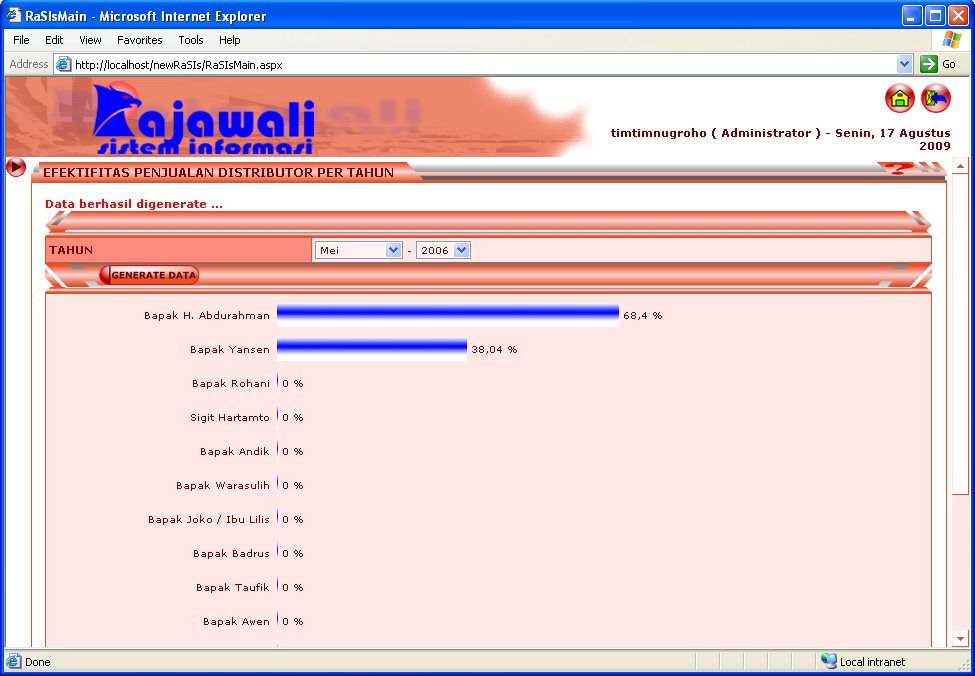 RaSIsMain - Microsoft Internet Explorer
File Edit View Favorites Tools Help
Address http://localhost/newRaSIs/RaSIsMain.aspx Go
Rajawali
sistem informasi
timtimnugroho ( Administrator ) - Senin, 17 Agustus
2009
EFEKTIFITAS PENJUALAN DISTRIBUTOR PER TAHUN ?
Data berhasil digenerate ...
TAHUN Mei - 2006
GENERATE DATA
Bapak H. Abdurahman 68,4 %
Bapak Yansen 38,04 %
Bapak Rohani 0 %
Sigit Hartamto 0 %
Bapak Andik 0 %
Bapak Warasulih 0 %
Bapak Joko / Ibu Lilis 0 %
Bapak Badrus 0 %
Bapak Taufik 0 %
Bapak Awen 0 %
Done Local intranet